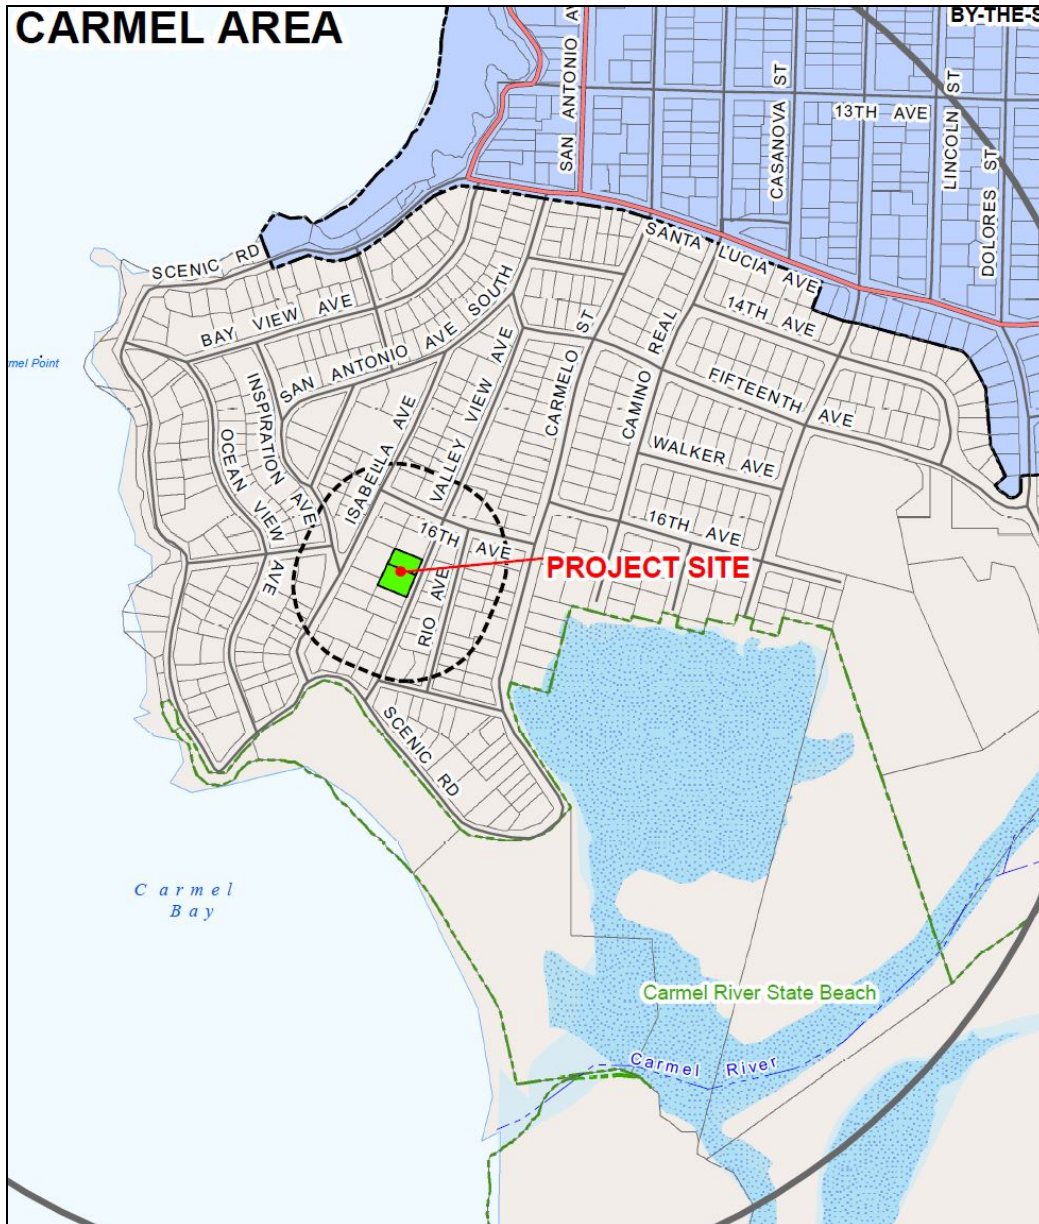 CARMEL AREA
BY-THE-S
SAN ANTONIO AV
CASANOVA ST
13TH AVE
LINCOLN ST
DOLORES ST
SCENIC RD
SANTA LUCIA AVE
BAY VIEW AVE
SAN ANTONIO AVE SOUTH
14TH AVE
mel Point
INSPIRATION AVE
OCEAN VIEW AVE
ISABELLA AVE
VALLEY VIEW AVE
CARMELO ST
CAMINO REAL
FIFTEENTH AVE
WALKER AVE
16TH AVE
16TH AVE
PROJECT SITE
RIO AVE
SCENIC RD
Carmel
Bay
Carmel River State Beach
Carmel River